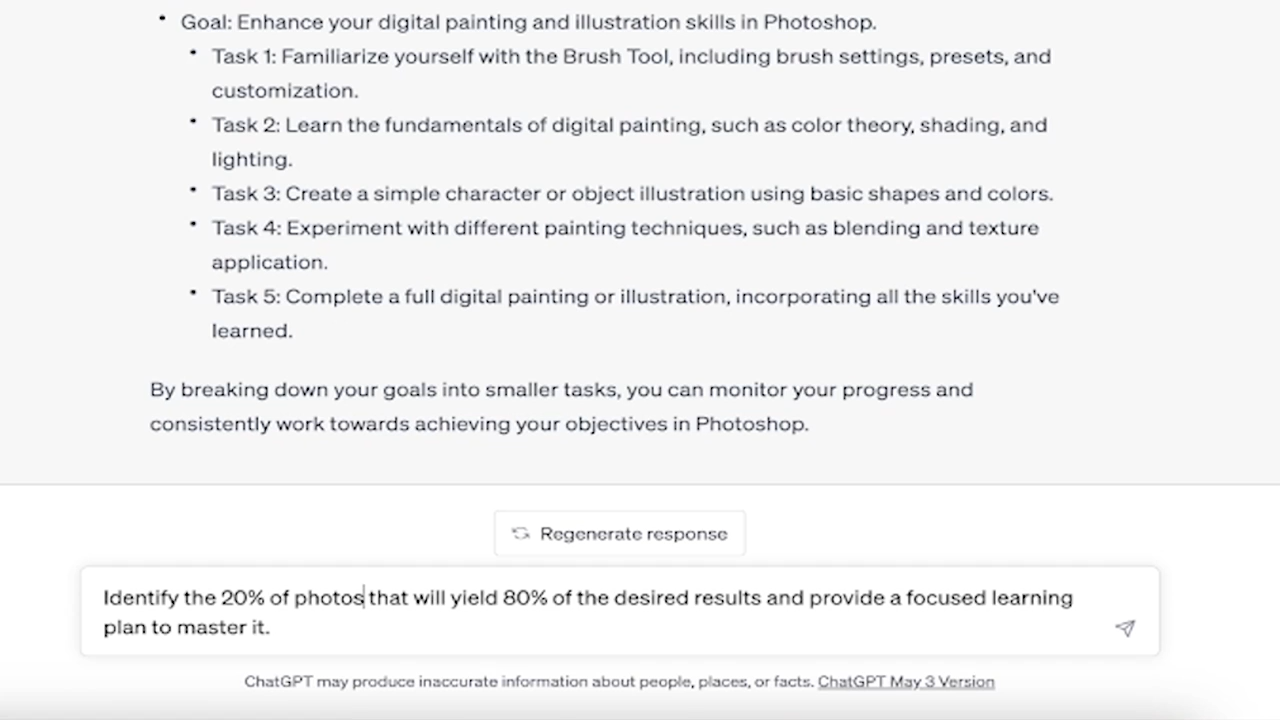 • Goal: Enhance your digital painting and illustration skills in Photoshop.
• Task 1: Familiarize yourself with the Brush Tool, including brush settings, presets, and
customization.
• Task 2: Learn the fundamentals of digital painting, such as color theory, shading, and
lighting.
• Task 3: Create a simple character or object illustration using basic shapes and colors.
• Task 4: Experiment with different painting techniques, such as blending and texture
application.
• Task 5: Complete a full digital painting or illustration, incorporating all the skills you've
learned.
By breaking down your goals into smaller tasks, you can monitor your progress and
consistently work towards achieving your objectives in Photoshop.
Regenerate response
Identify the 20% of photos that will yield 80% of the desired results and provide a focused learning
plan to master it.
ChatGPT may produce inaccurate information about people, places, or facts. ChatGPT May 3 Version